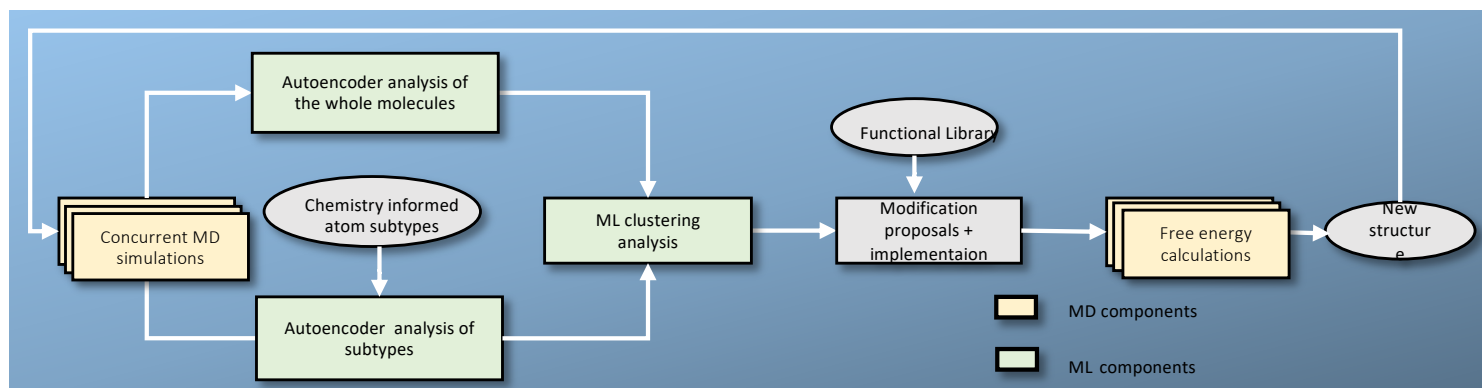 Autoencoder analysis of
the whole molecules
Functional Library
Chemistry informed
atom subtypes
Concurrent MD
simulations
ML clustering
analysis
Modification
proposals +
implementaion
Free energy
calculations
New
structur
e
Autoencoder analysis of
subtypes
MD components
ML components